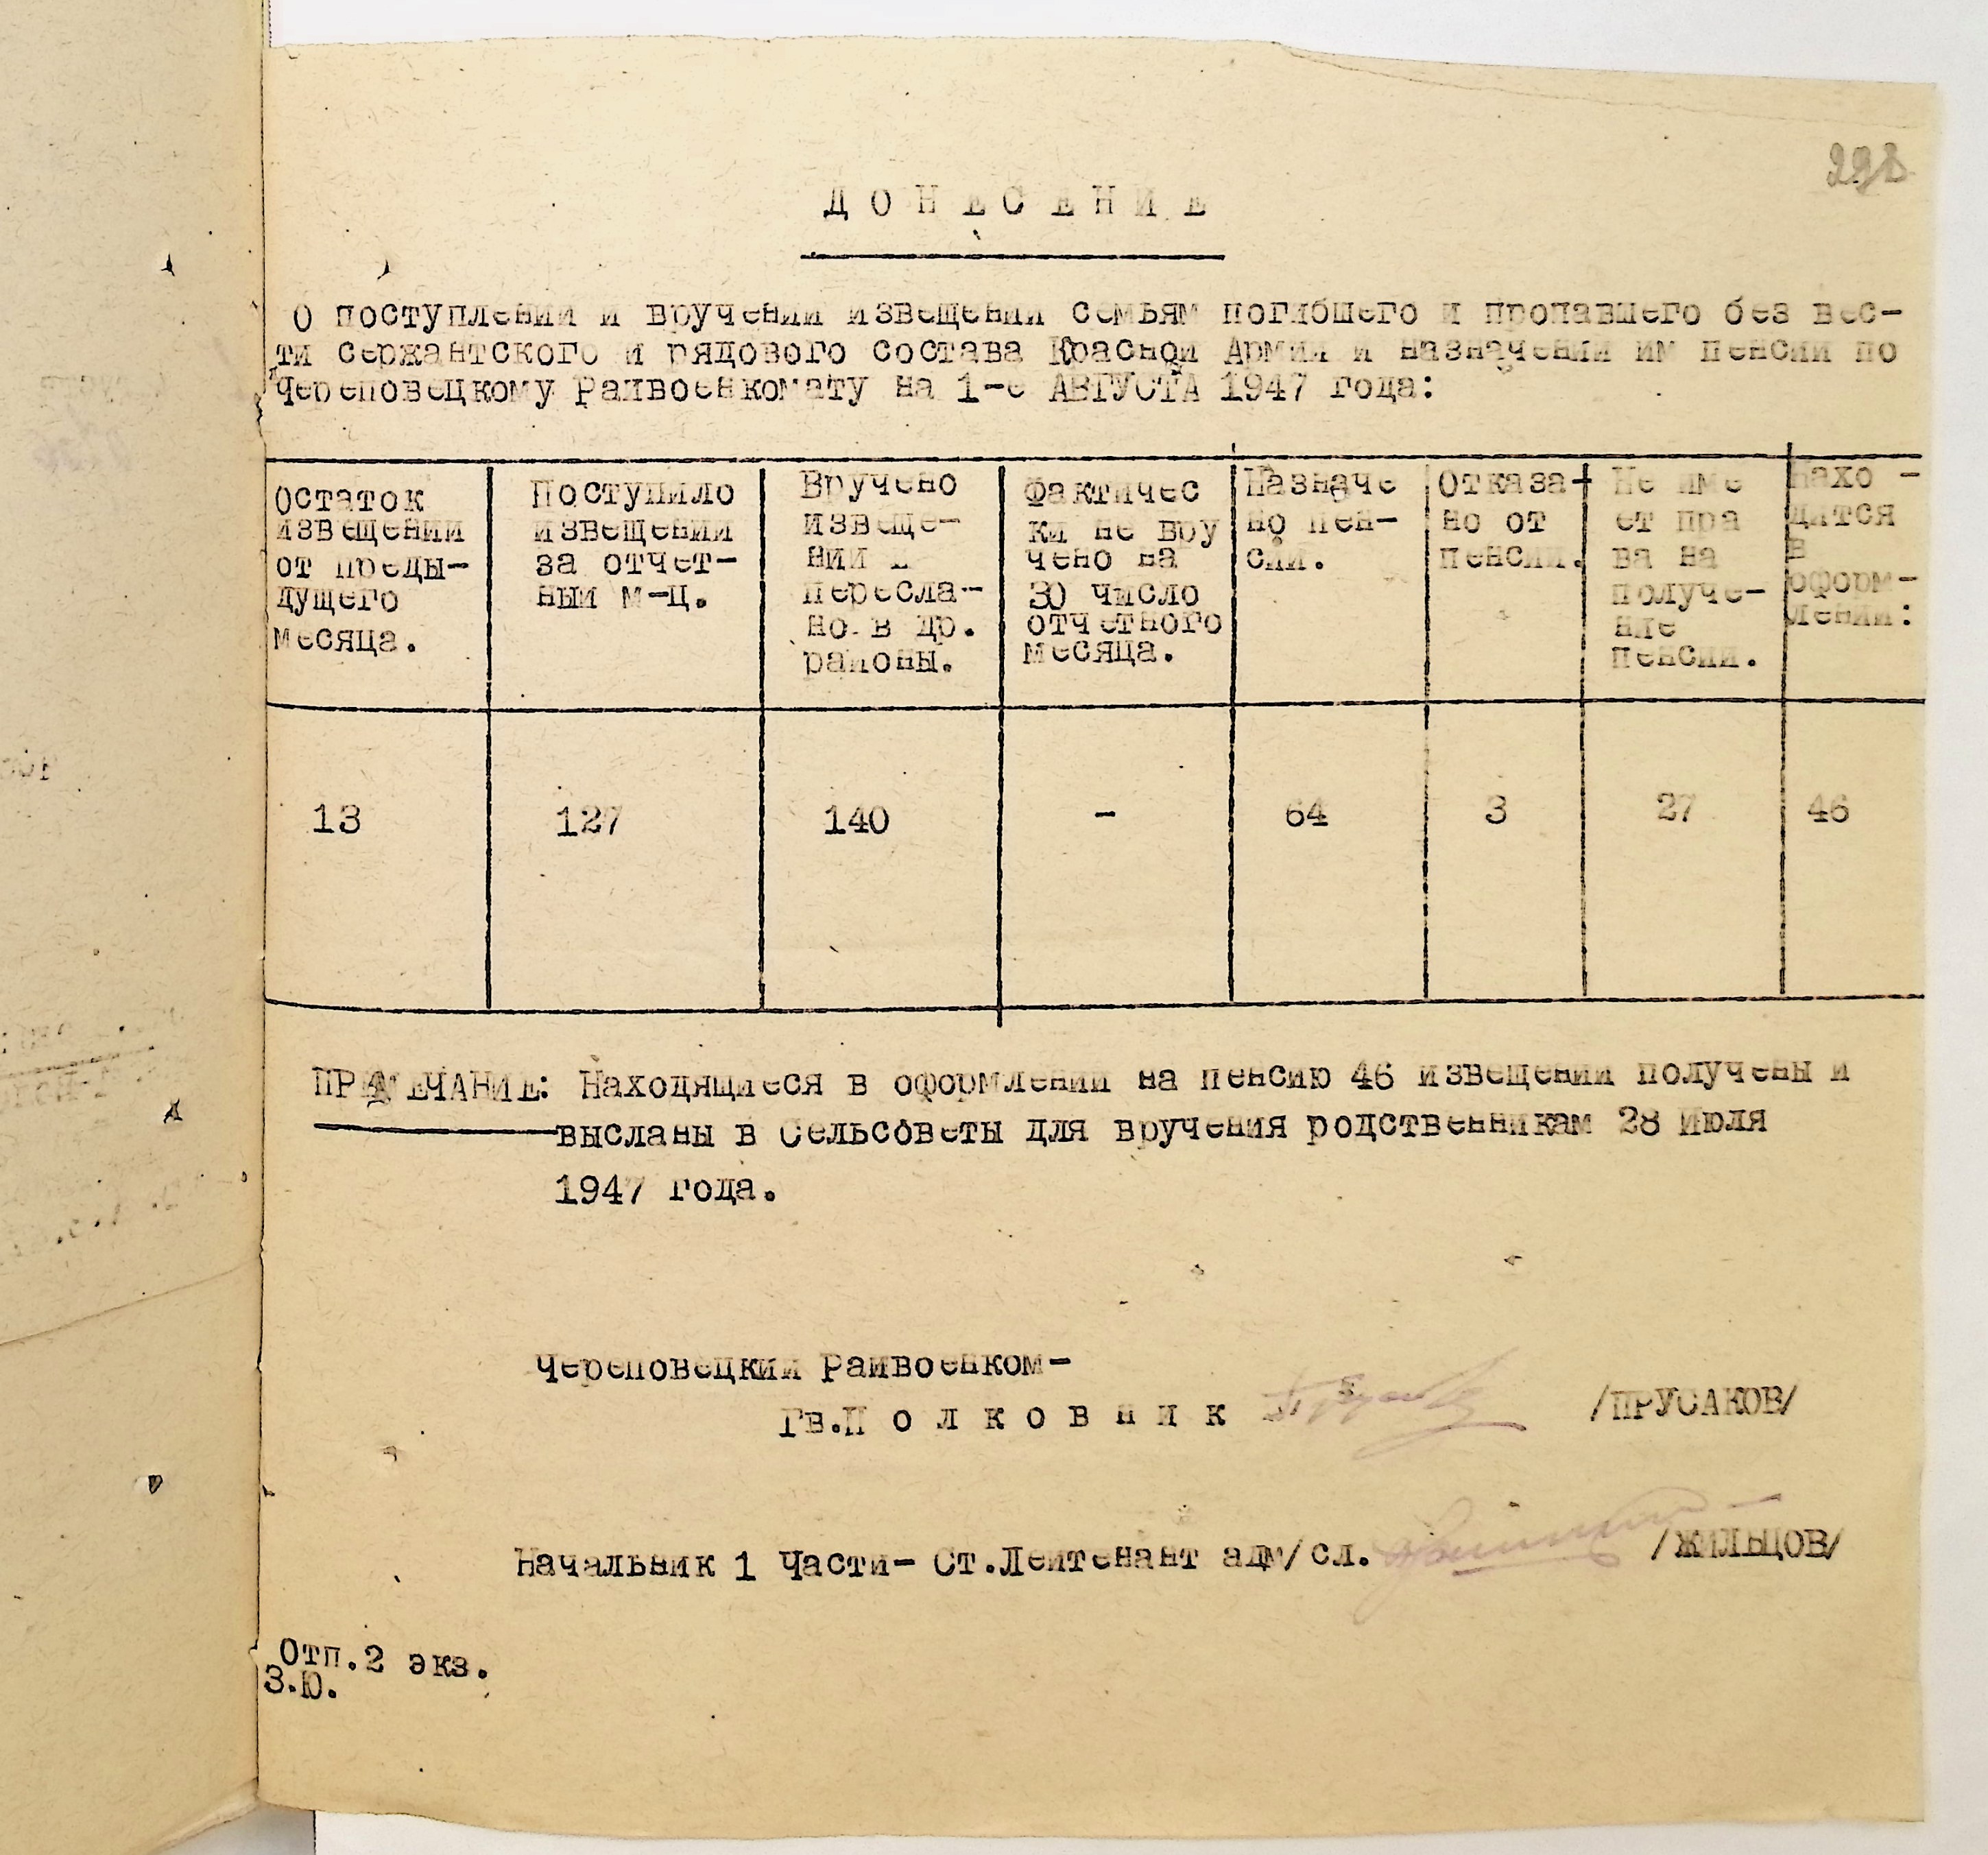 Д О Н Е С Е Н И Е
О поступлении и вручении извещений семьям погибшего и пропавшего без вес-
ти сержантского и рядового состава Красной Армии и назначении им пенсии по
Череповецкому Райвоенкомату на 1-е АВГУСТА 1947 года:
Остаток
извещений
от преды-
дущего
месяца.
Поступило
извещений
за отчет-
ный м-ц.
Вручено
извеще-
ний и
пересла-
но в др.
районы.
Фактичес
ки не вру
чено на
30 число
отчетного
месяца.
Назначе
но пен-
сии.
Отказа-
но от
пенсии.
Не име
ет пра
ва на
получе-
ние
пенсии.
Нахо -
дится
в
оформ-
лении:
13 127 140 - 64 3 27 46
ПРИМЕЧАНИЕ: Находящиеся в оформлении на пенсию 46 извещений получены и
высланы в Сельсоветы для вручения родственникам 28 Июля
1947 года.
Череповецкий Райвоенком-
Гв.П о л к о в н и к /ПРУСАКОВ/
Начальник 1 Части- Ст.Лейтенант адм/сл. /ЖИЛЬЦОВ/
Отп.2 экз.
З.Ю.